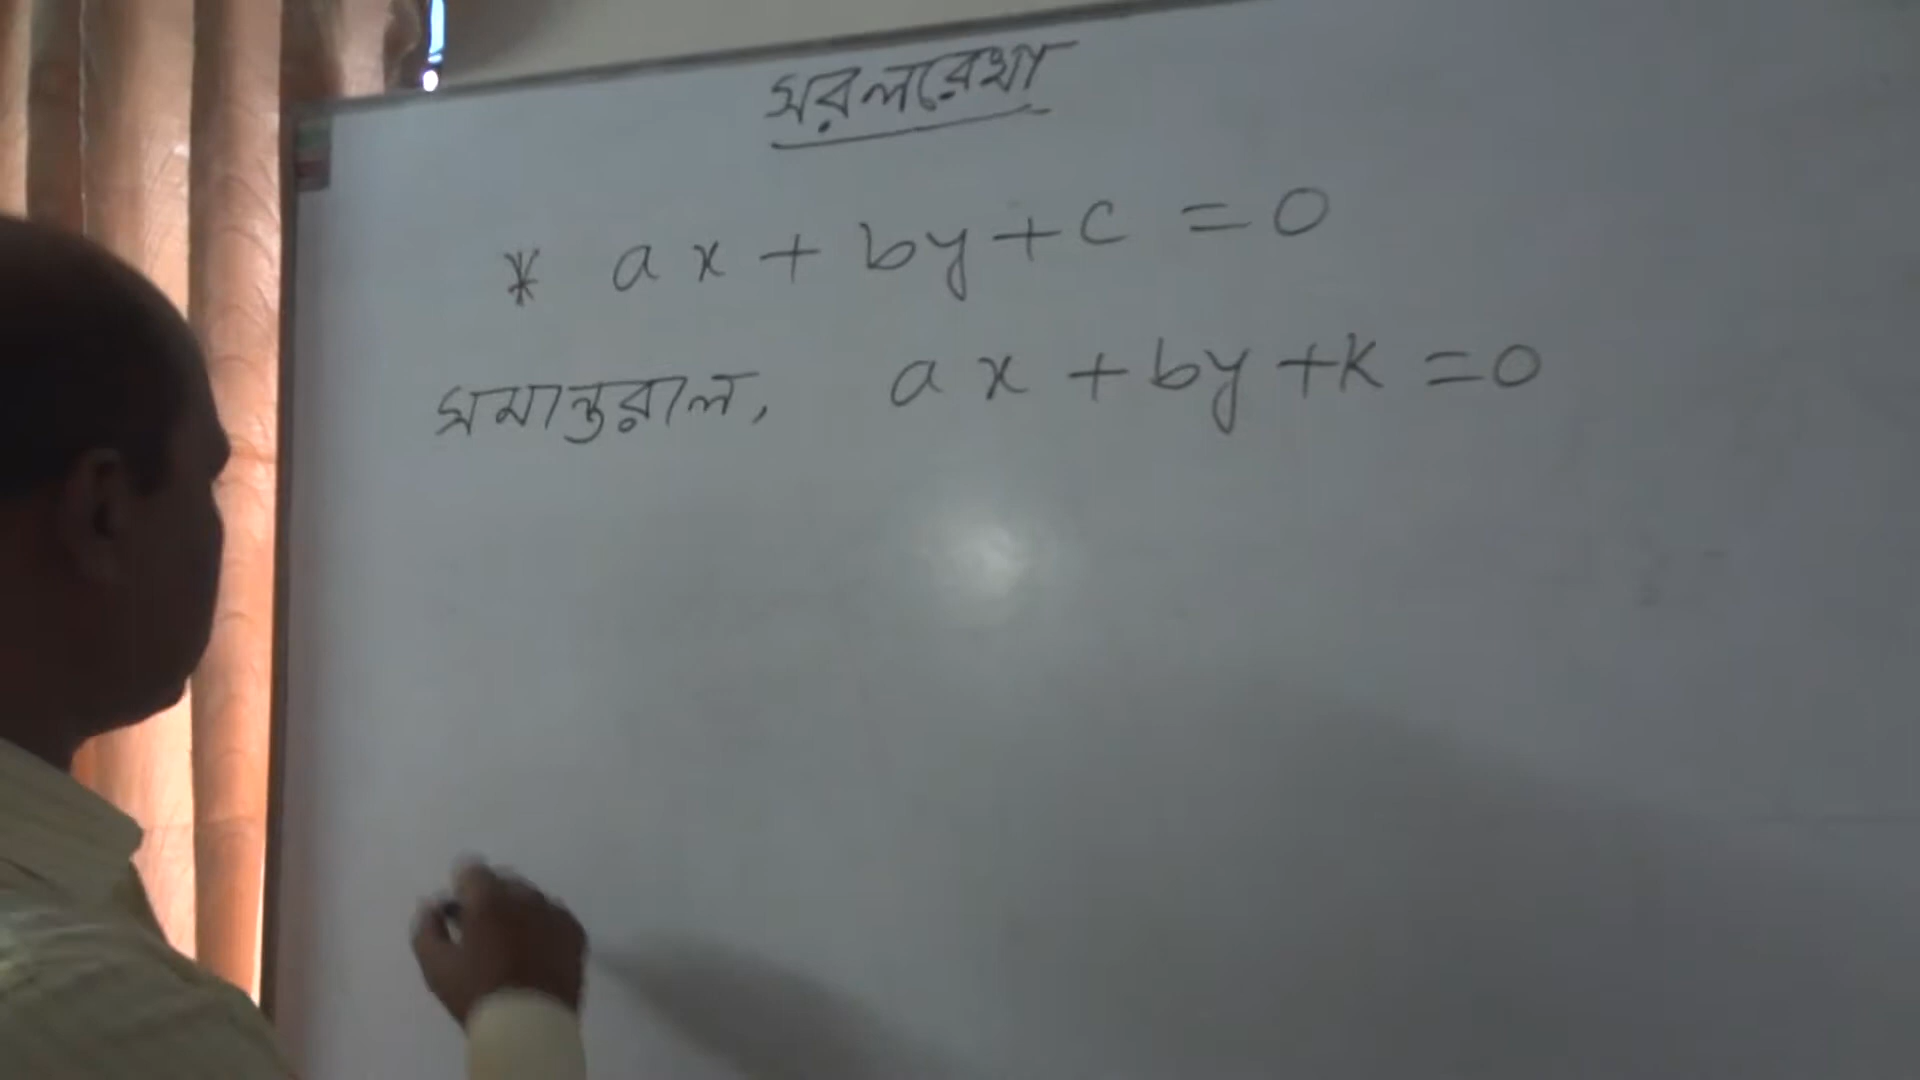 সরলরেখা
* ax + by + c = 0
সমান্তরাল, ax + by + k = 0